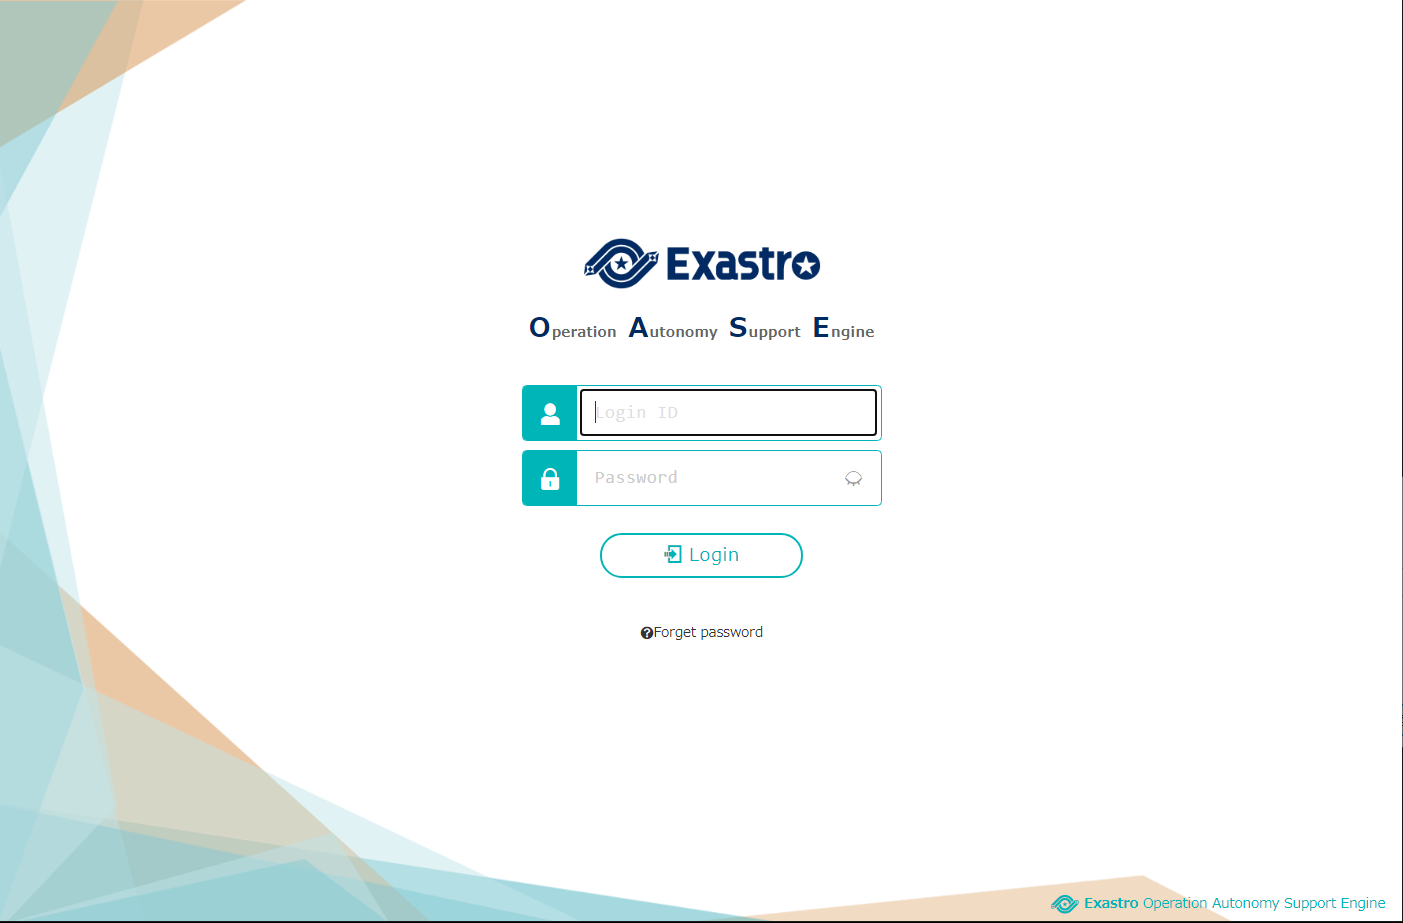 Exastro
Operation Autonomy Support Engine
Login ID
Password
Login
Forget password
Exastro Operation Autonomy Support Engine